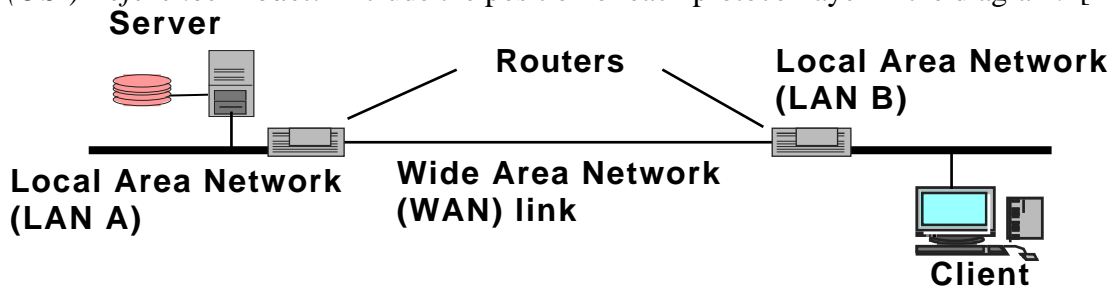 Server
Routers
Local Area Network
(LAN B)
Local Area Network
(LAN A)
Wide Area Network
(WAN) link
Client